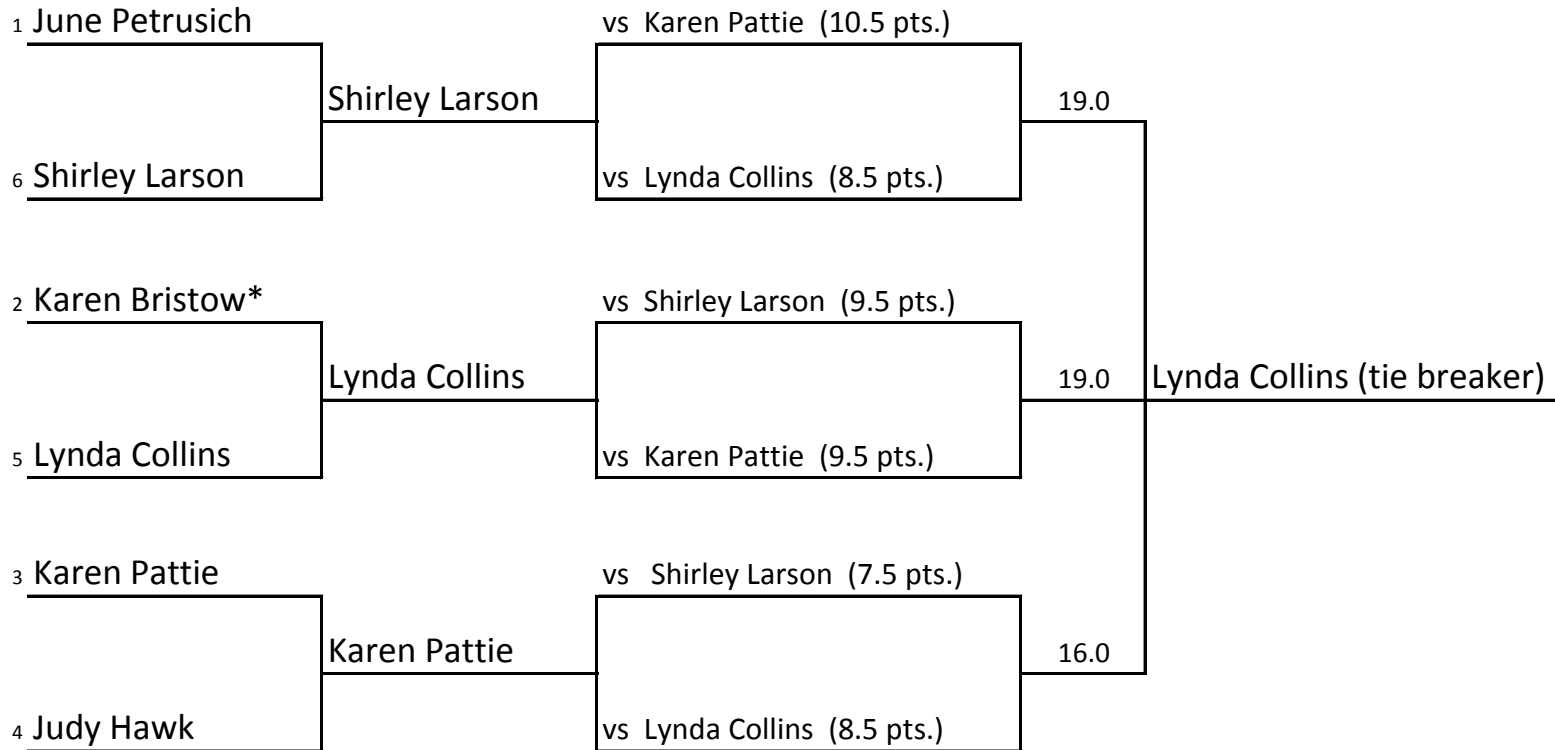 1 June Petrusich
vs Karen Pattie (10.5 pts.)
Shirley Larson
19.0
6 Shirley Larson
vs Lynda Collins (8.5 pts.)
2 Karen Bristow*
vs Shirley Larson (9.5 pts.)
Lynda Collins
19.0
Lynda Collins (tie breaker)
5 Lynda Collins
vs Karen Pattie (9.5 pts.)
3 Karen Pattie
vs Shirley Larson (7.5 pts.)
Karen Pattie
16.0
4 Judy Hawk
vs Lynda Collins (8.5 pts.)